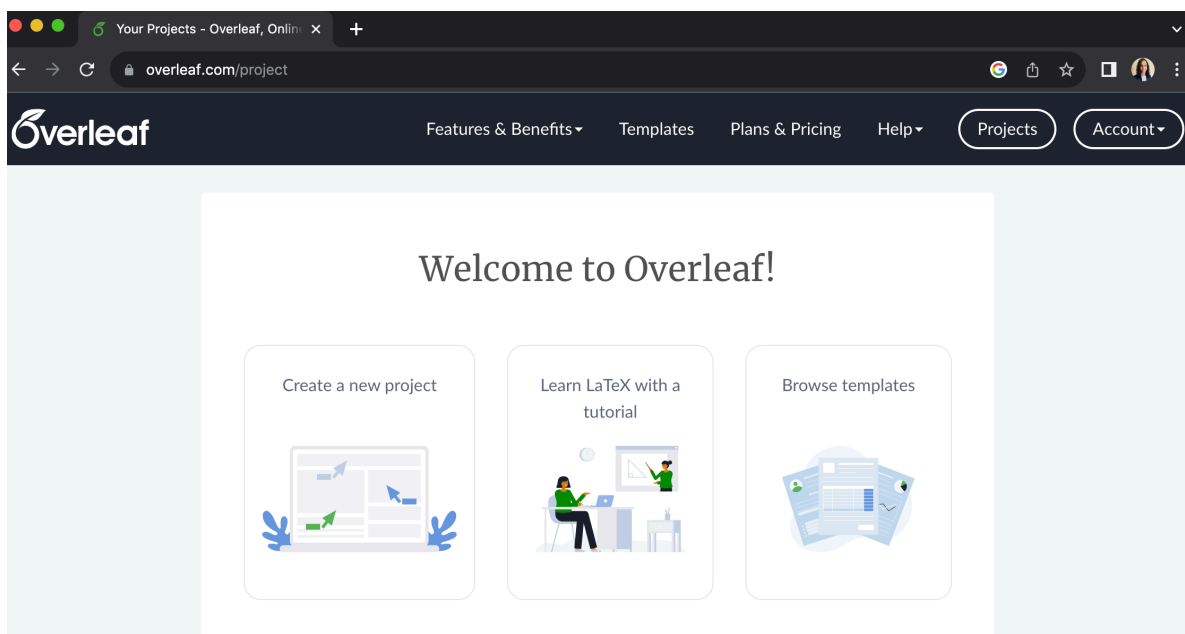 Your Projects - Overleaf, Onlin
overleaf.com/project
Overleaf
Features & Benefits
Templates
Plans & Pricing
Help
Projects
Account
Welcome to Overleaf!
Create a new project
Learn LaTeX with a
tutorial
Browse templates